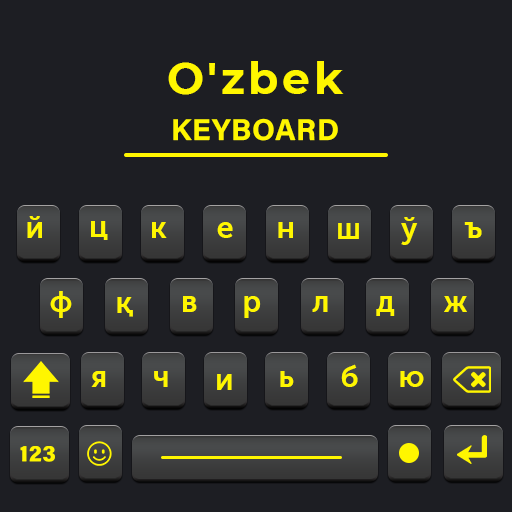 O'zbek
KEYBOARD
й ц к е н ш ў ъ
ф қ в р л д ж
я ч и ь б ю
123